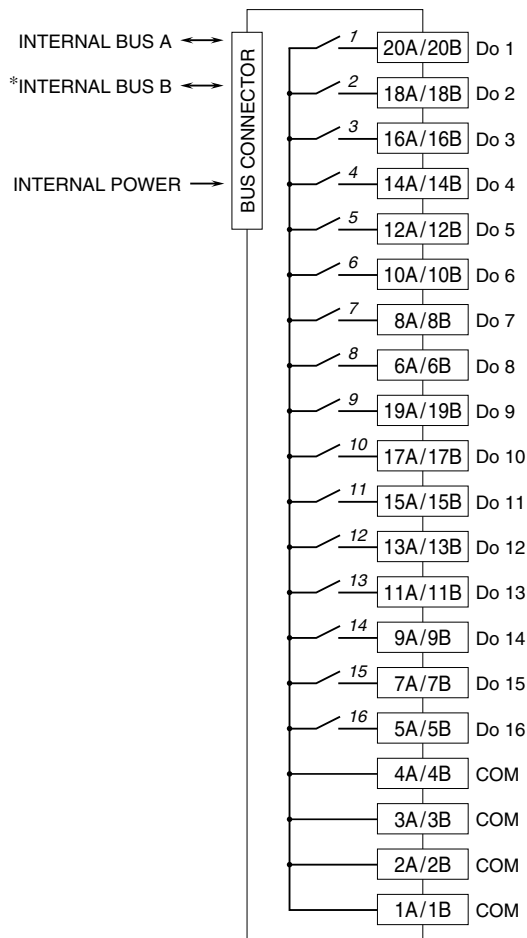 INTERNAL BUS A
*INTERNAL BUS B
INTERNAL POWER
BUS CONNECTOR
1 20A/20B Do 1
2 18A/18B Do 2
3 16A/16B Do 3
4 14A/14B Do 4
5 12A/12B Do 5
6 10A/10B Do 6
7 8A/8B Do 7
8 6A/6B Do 8
9 19A/19B Do 9
10 17A/17B Do 10
11 15A/15B Do 11
12 13A/13B Do 12
13 11A/11B Do 13
14 9A/9B Do 14
15 7A/7B Do 15
16 5A/5B Do 16
4A/4B COM
3A/3B COM
2A/2B COM
1A/1B COM